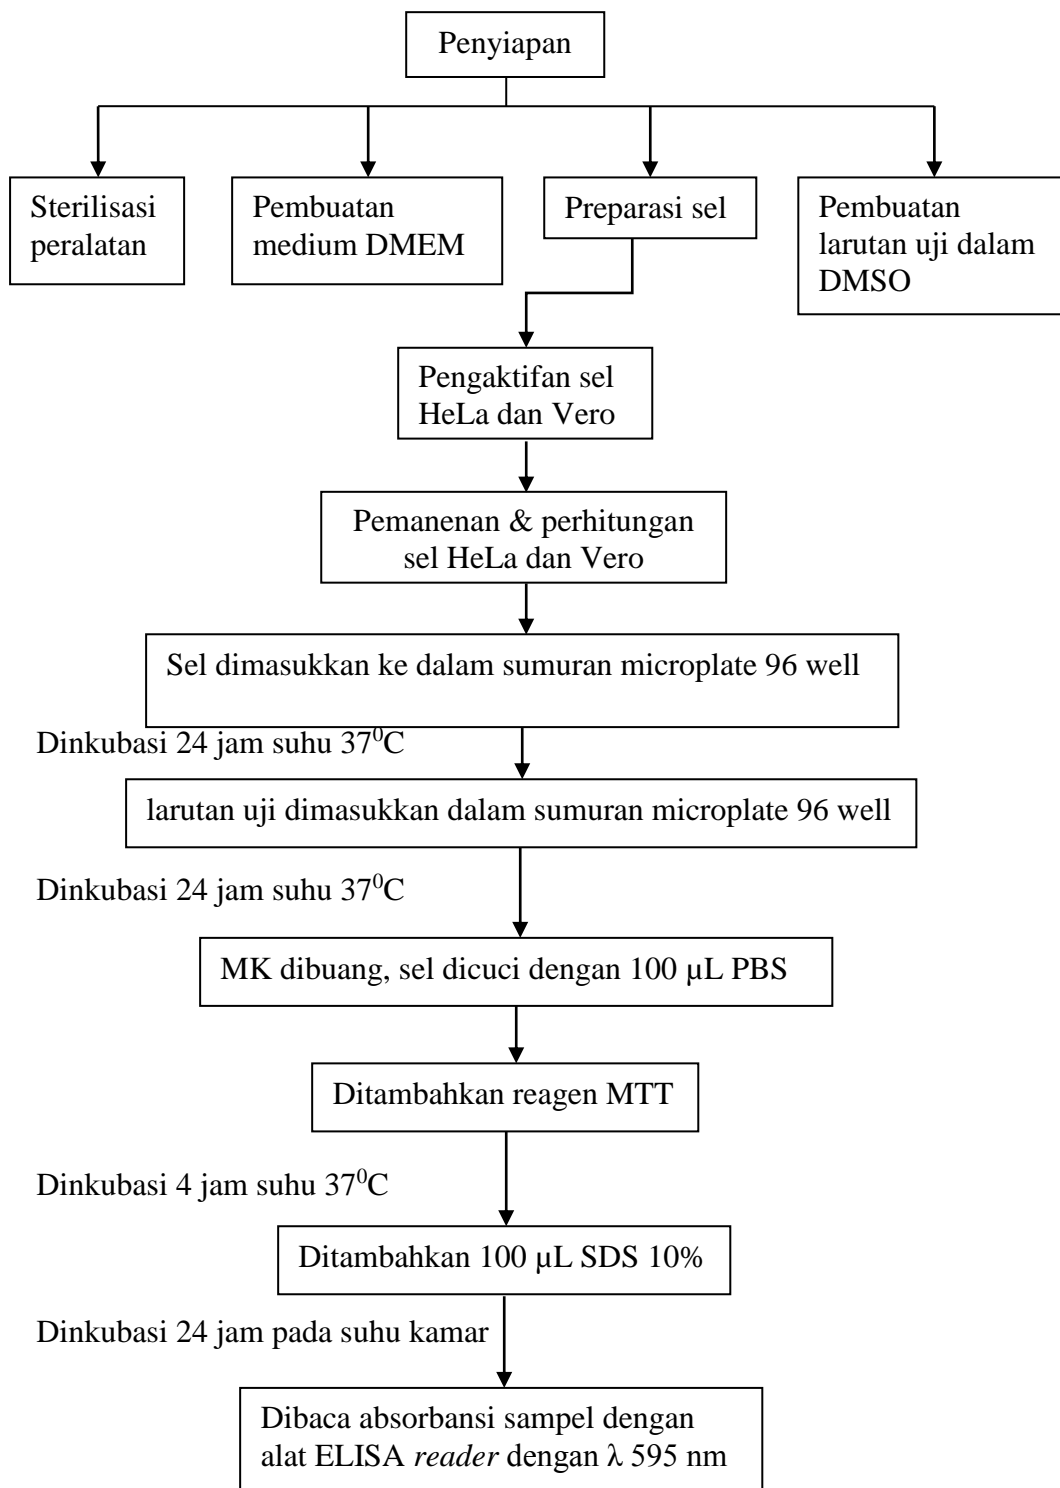 Penyiapan
Sterilisasi
peralatan
Pembuatan
medium DMEM
Preparasi sel
Pembuatan
larutan uji dalam
DMSO
Pengaktifan sel
HeLa dan Vero
Pemanenan & perhitungan
sel HeLa dan Vero
Sel dimasukkan ke dalam sumuran microplate 96 well
Dinkubasi 24 jam suhu 37⁰C
larutan uji dimasukkan dalam sumuran microplate 96 well
Dinkubasi 24 jam suhu 37⁰C
MK dibuang, sel dicuci dengan 100 µL PBS
Ditambahkan reagen MTT
Dinkubasi 4 jam suhu 37⁰C
Ditambahkan 100 µL SDS 10%
Dinkubasi 24 jam pada suhu kamar
Dibaca absorbansi sampel dengan
alat ELISA reader dengan λ 595 nm